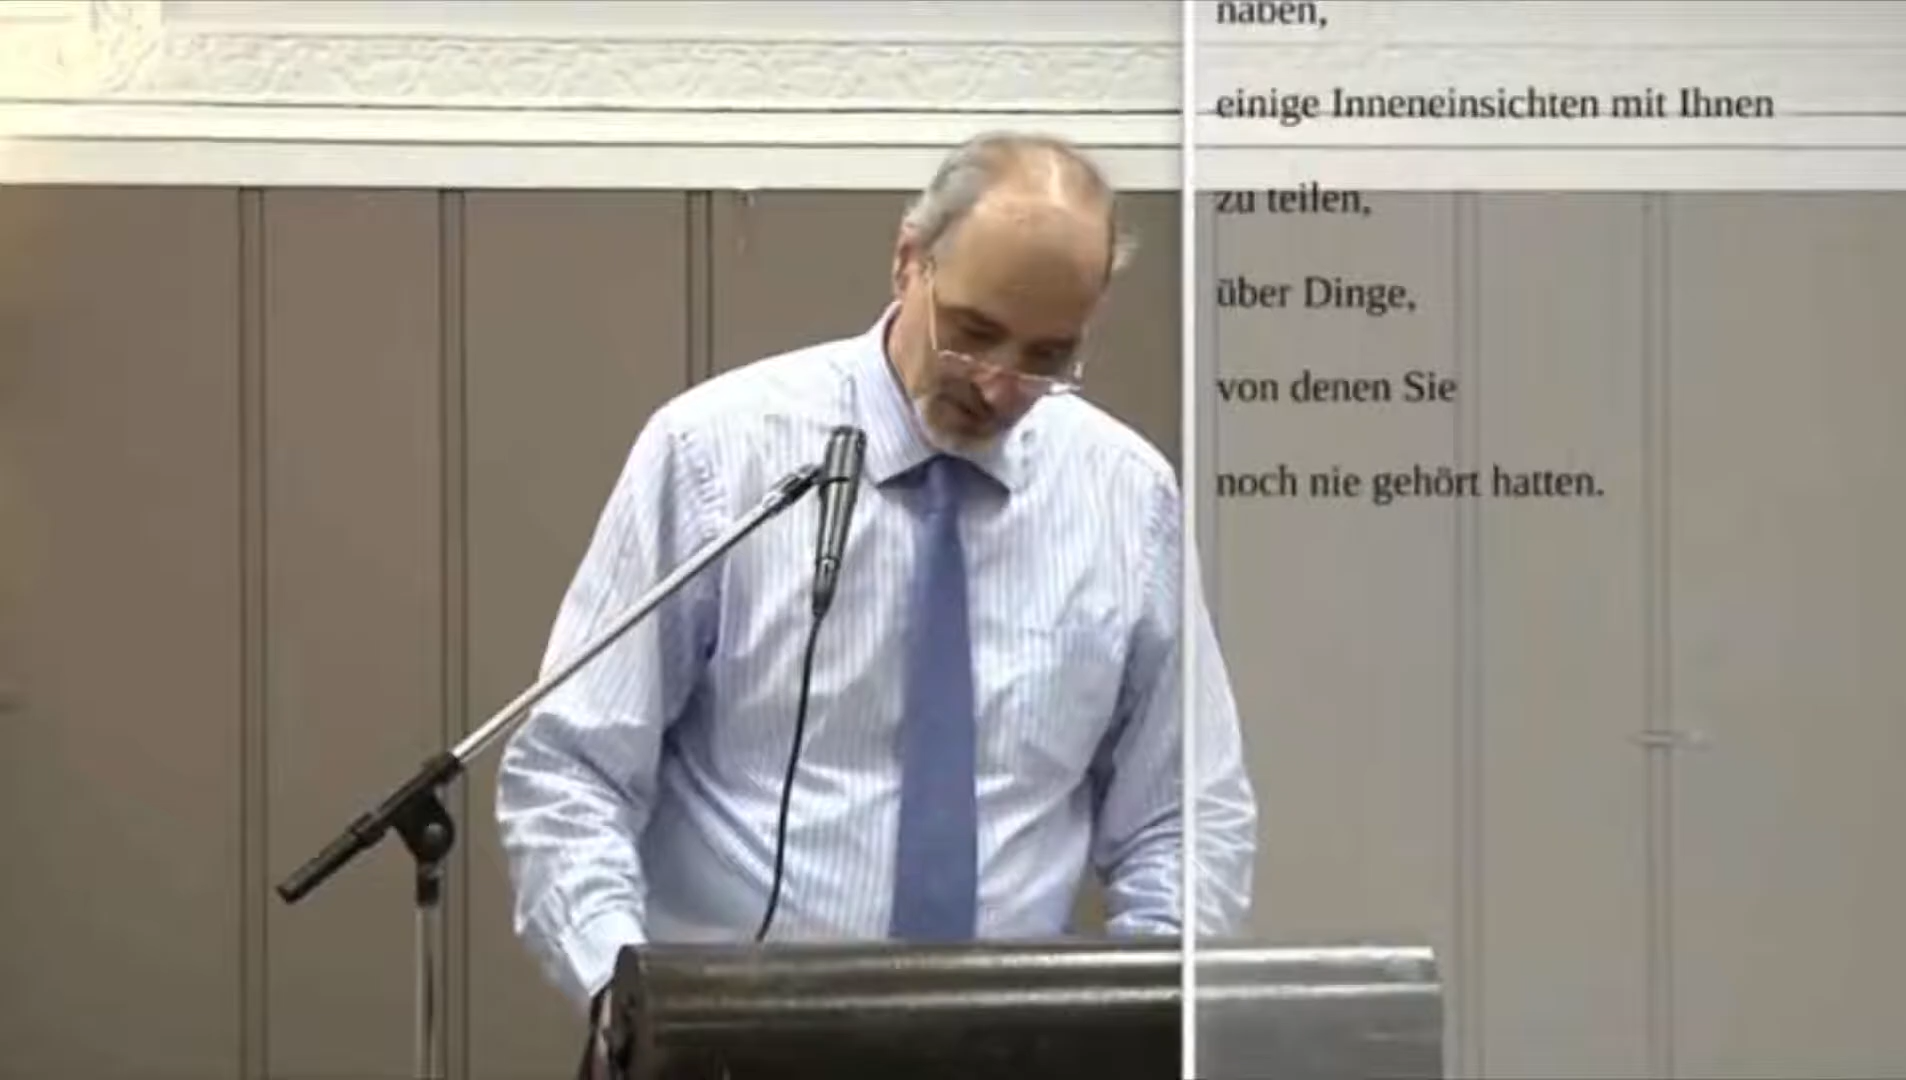 haben,
einige Inneneinsichten mit Ihnen
zu teilen,
über Dinge,
von denen Sie
noch nie gehört hatten.